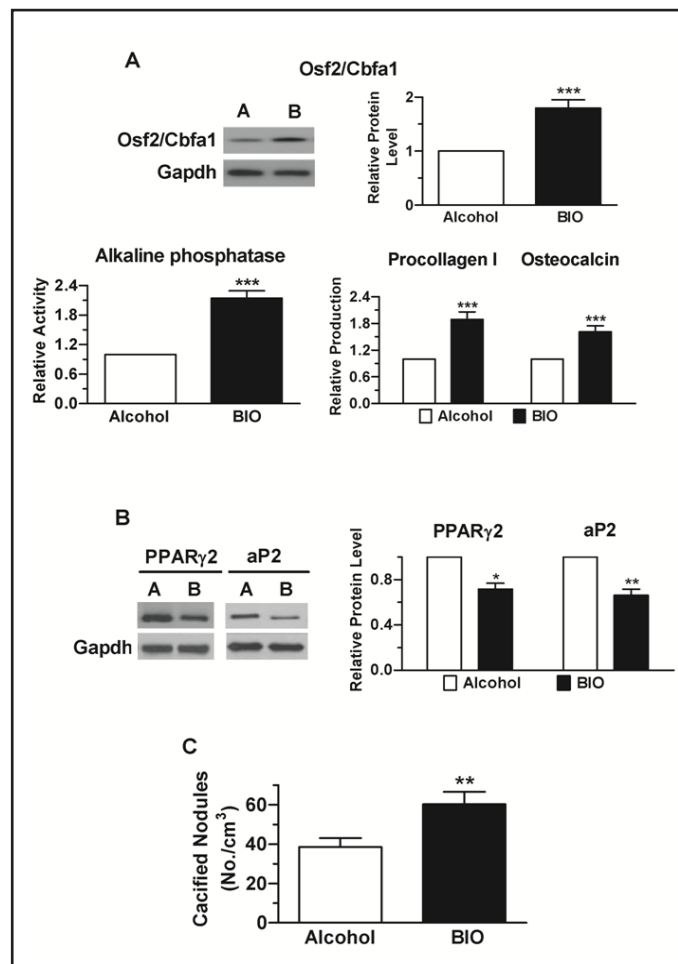 A
Osf2/Cbfa1
A B
Osf2/Cbfa1
Gapdh
Relative Protein
Level
2
1
0
***
Alcohol BIO
Alkaline phosphatase
Relative Activity
2.4
1.8
1.2
0.6
0.0
***
Alcohol BIO
Procollagen I Osteocalcin
Relative Production
2.4
1.8
1.2
0.6
0.0
*** ***
Alcohol BIO
B
PPARγ2 aP2
A B A B
Gapdh
Relative Protein Level
PPARγ2 aP2
0.8
0.4
0.0
* **
Alcohol BIO
C
Cacified Nodules
(No./cm³)
60
40
20
0
**
Alcohol BIO